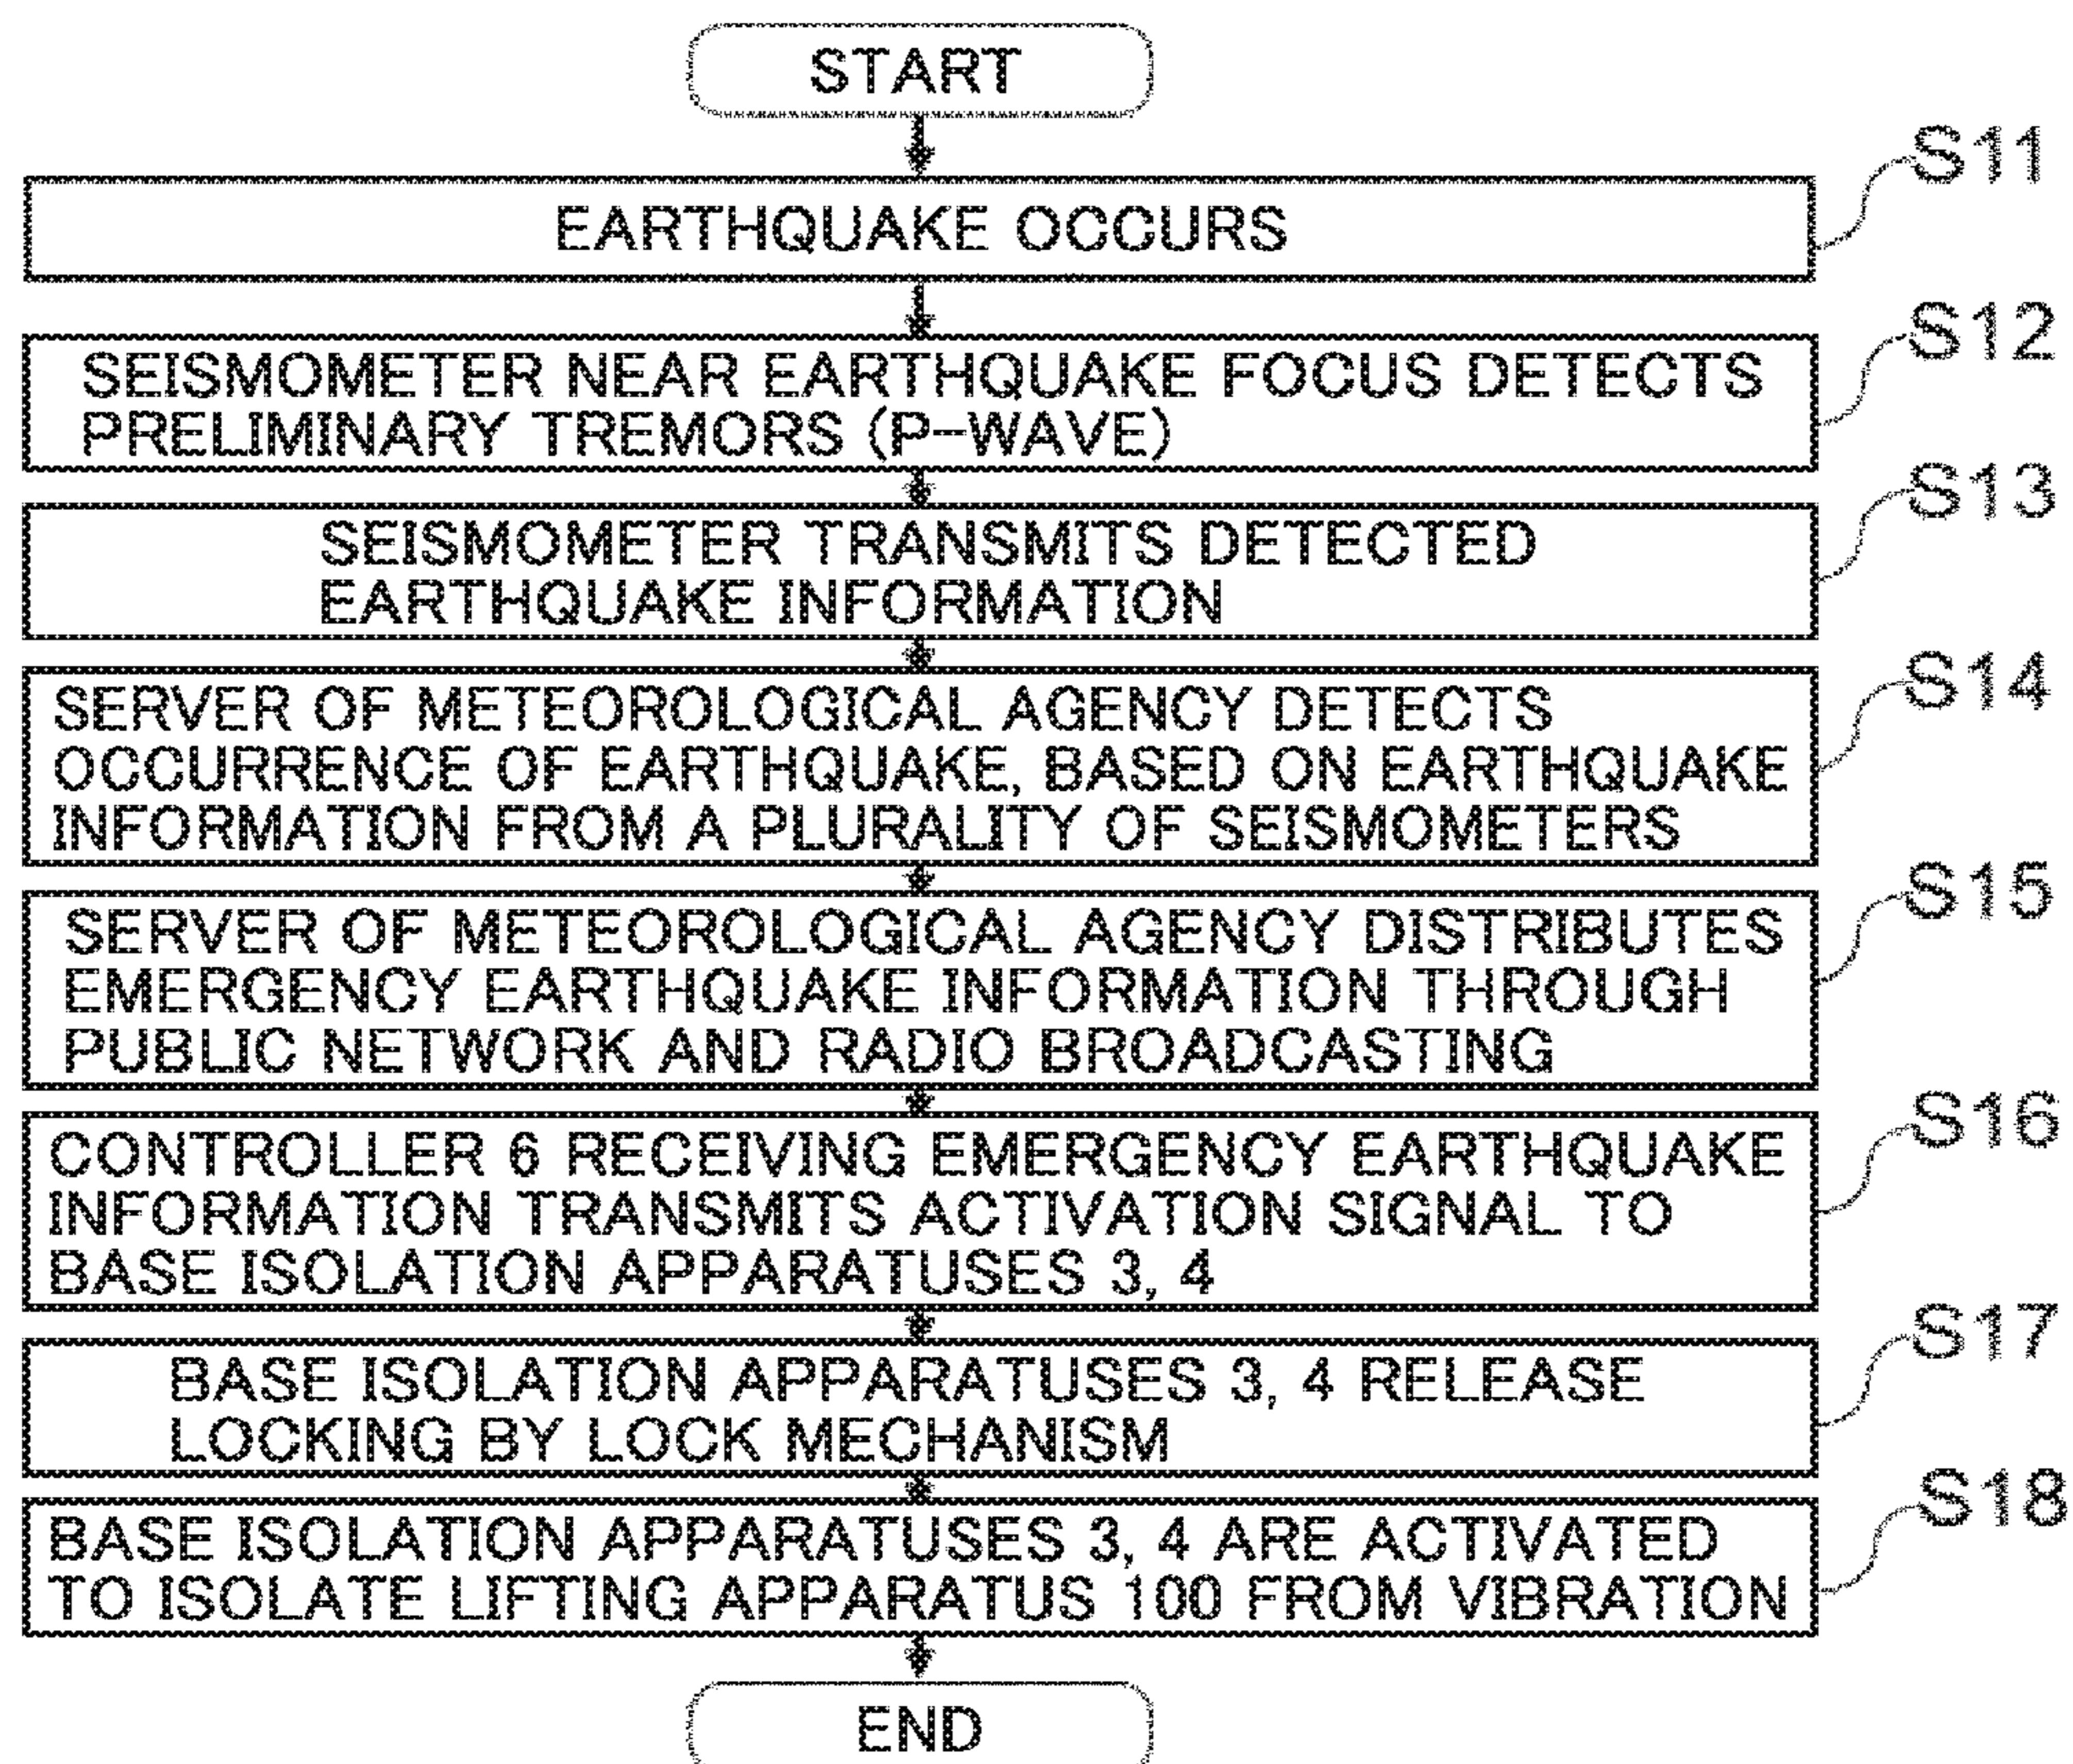 START
S11
EARTHQUAKE OCCURS
S12
SEISMOMETER NEAR EARTHQUAKE FOCUS DETECTS
PRELIMINARY TREMORS (P-WAVE)
S13
SEISMOMETER TRANSMITS DETECTED
EARTHQUAKE INFORMATION
S14
SERVER OF METEOROLOGICAL AGENCY DETECTS
OCCURRENCE OF EARTHQUAKE, BASED ON EARTHQUAKE
INFORMATION FROM A PLURALITY OF SEISMOMETERS
S15
SERVER OF METEOROLOGICAL AGENCY DISTRIBUTES
EMERGENCY EARTHQUAKE INFORMATION THROUGH
PUBLIC NETWORK AND RADIO BROADCASTING
S16
CONTROLLER 6 RECEIVING EMERGENCY EARTHQUAKE
INFORMATION TRANSMITS ACTIVATION SIGNAL TO
BASE ISOLATION APPARATUSES 3, 4
S17
BASE ISOLATION APPARATUSES 3, 4 RELEASE
LOCKING BY LOCK MECHANISM
S18
BASE ISOLATION APPARATUSES 3, 4 ARE ACTIVATED
TO ISOLATE LIFTING APPARATUS 100 FROM VIBRATION
END